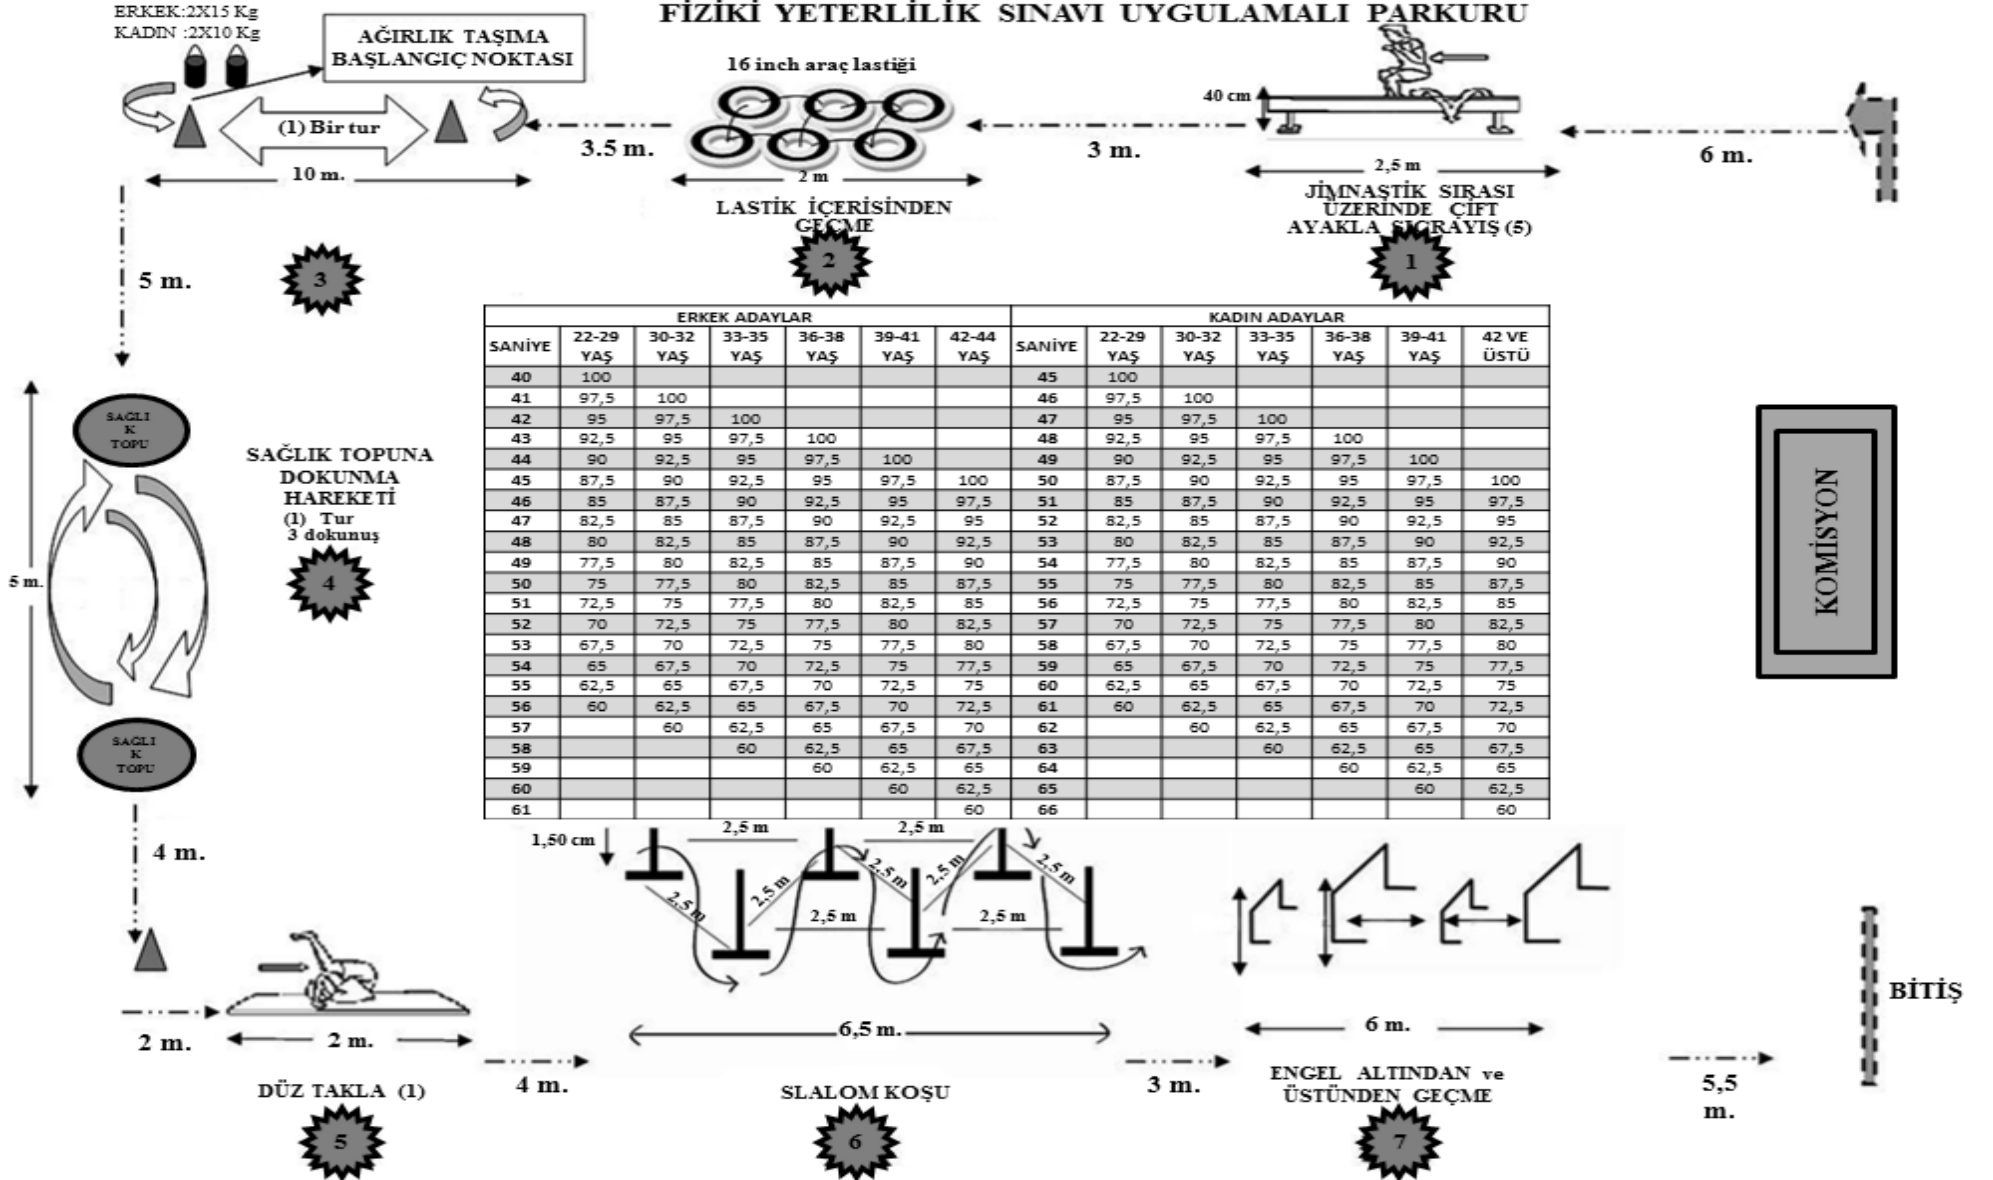 FİZİKİ YETERLİLİK SINAVI UYGULAMALI PARKURU
ERKEK:2X15 Kg
KADIN :2X10 Kg
AĞIRLIK TAŞIMA
BAŞLANGIÇ NOKTASI
(1) Bir tur
10 m.
3.5 m.
16 inch araç lastiği
2 m
LASTİK İÇERİSİNDEN
GEÇME
3 m.
40 cm
2,5 m
JİMNASTİK SIRASI
ÜZERİNDE ÇİFT
AYAKLA SIÇRAYIŞ (5)
6 m.
3
2
1
5 m.
ERKEK ADAYLAR KADIN ADAYLAR
SANİYE 22-29 YAŞ 30-32 YAŞ 33-35 YAŞ 36-38 YAŞ 39-41 YAŞ 42-44 YAŞ SANİYE 22-29 YAŞ 30-32 YAŞ 33-35 YAŞ 36-38 YAŞ 39-41 YAŞ 42 VE ÜSTÜ
40 100 45 100
41 97,5 100 46 97,5 100
42 95 97,5 100 47 95 97,5 100
43 92,5 95 97,5 100 48 92,5 95 97,5 100
44 90 92,5 95 97,5 100 49 90 92,5 95 97,5 100
45 87,5 90 92,5 95 97,5 100 50 87,5 90 92,5 95 97,5 100
46 85 87,5 90 92,5 95 97,5 51 85 87,5 90 92,5 95 97,5
47 82,5 85 87,5 90 92,5 95 52 82,5 85 87,5 90 92,5 95
48 80 82,5 85 87,5 90 92,5 53 80 82,5 85 87,5 90 92,5
49 77,5 80 82,5 85 87,5 90 54 77,5 80 82,5 85 87,5 90
50 75 77,5 80 82,5 85 87,5 55 75 77,5 80 82,5 85 87,5
51 72,5 75 77,5 80 82,5 85 56 72,5 75 77,5 80 82,5 85
52 70 72,5 75 77,5 80 82,5 57 70 72,5 75 77,5 80 82,5
53 67,5 70 72,5 75 77,5 80 58 67,5 70 72,5 75 77,5 80
54 65 67,5 70 72,5 75 77,5 59 65 67,5 70 72,5 75 77,5
55 62,5 65 67,5 70 72,5 75 60 62,5 65 67,5 70 72,5 75
56 60 62,5 65 67,5 70 72,5 61 60 62,5 65 67,5 70 72,5
57 60 62,5 65 67,5 70 62 60 62,5 65 67,5 70
58 60 62,5 65 67,5 63 60 62,5 65 67,5
59 60 62,5 65 64 60 62,5 65
60 60 62,5 65 60 62,5
61 60 66 60
SAĞLI
K
TOPU
SAĞLIK TOPUNA
DOKUNMA
HAREKETİ
(1) Tur
3 dokunuş
4
5 m.
SAĞLI
K
TOPU
KOMİSYON
4 m.
2 m.
2 m.
DÜZ TAKLA (1)
5
4 m.
1,50 cm
2,5 m
2,5 m
2,5 m
2,5 m
2,5 m
2,5 m
2,5 m
2,5 m
2,5 m
6,5 m.
SLALOM KOŞU
6
3 m.
6 m.
ENGEL ALTINDAN ve
ÜSTÜNDEN GEÇME
7
5,5
m.
BİTİŞ